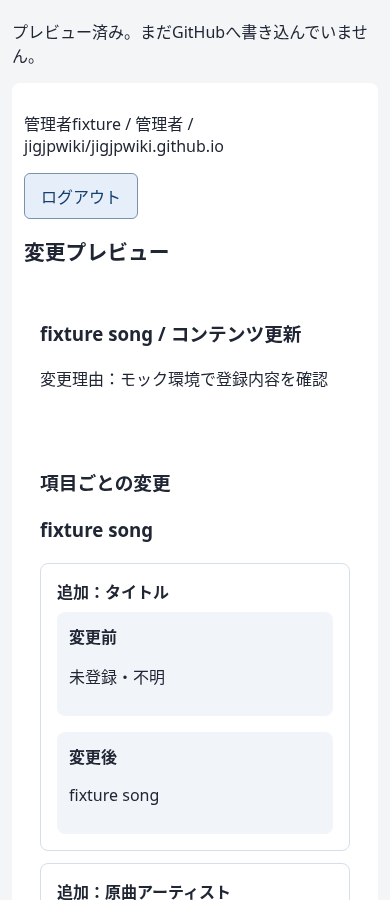 プレビュー済み。まだGitHubへ書き込んでいませ
ん。
管理者fixture / 管理者 /
jigjpwiki/jigjpwiki.github.io
ログアウト
変更プレビュー
fixture song / コンテンツ更新
変更理由：モック環境で登録内容を確認
項目ごとの変更
fixture song
追加：タイトル
変更前
未登録・不明
変更後
fixture song
追加：原曲アーティスト